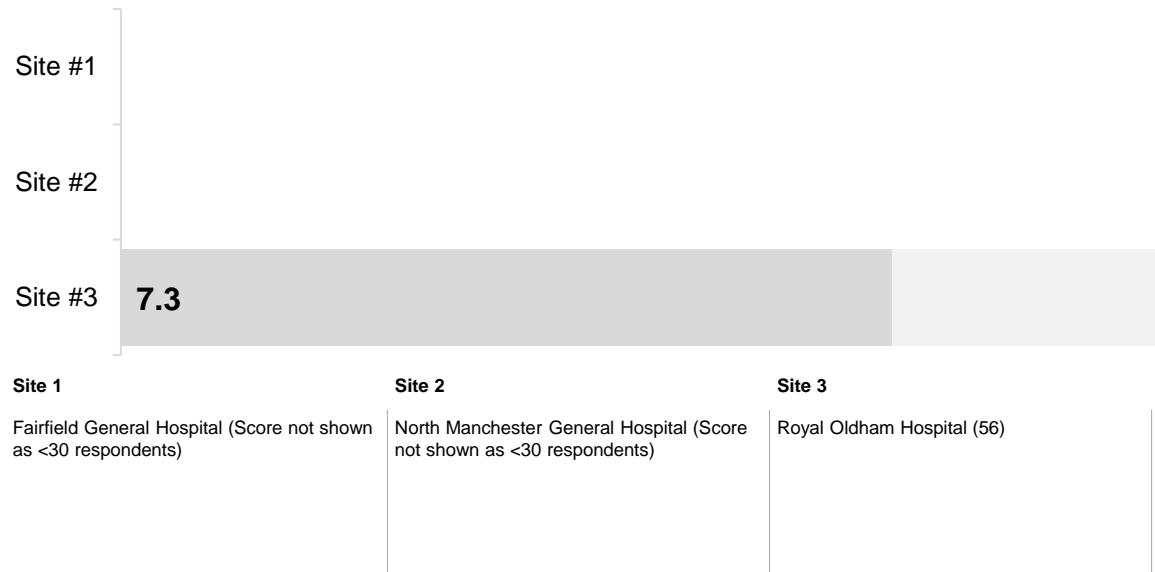 Site #1
Site #2
Site #3
7.3
Site 1
Fairfield General Hospital (Score not shown
as <30 respondents)
Site 2
North Manchester General Hospital (Score
not shown as <30 respondents)
Site 3
Royal Oldham Hospital (56)